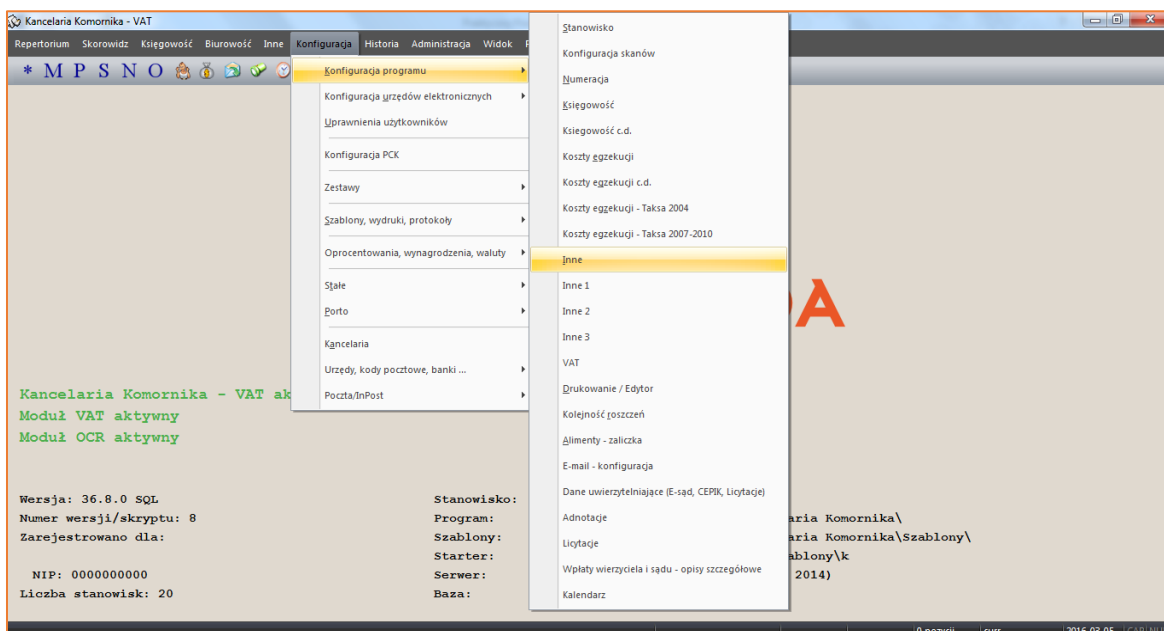 Kancelaria Komornika - VAT
Repertorium Skorowidz Księgowość Biurowość Inne Konfiguracja Historia Administracja Widok
* M P S N O
Konfiguracja programu
Konfiguracja urzędów elektronicznych
Uprawnienia użytkowników
Konfiguracja PCK
Zestawy
Szablony, wydruki, protokoły
Oprocentowania, wynagrodzenia, waluty
Stałe
Porto
Kancelaria
Urzędy, kody pocztowe, banki ...
Poczta/InPost
Stanowisko
Konfiguracja skanów
Numeracja
Księgowość
Ksiegowość c.d.
Koszty egzekucji
Koszty egzekucji c.d.
Koszty egzekucji - Taksa 2004
Koszty egzekucji - Taksa 2007-2010
Inne
Inne 1
Inne 2
Inne 3
VAT
Drukowanie / Edytor
Kolejność roszczeń
Alimenty - zaliczka
E-mail - konfiguracja
Dane uwierzytelniające (E-sąd, CEPIK, Licytacje)
Adnotacje
Licytacje
Wpłaty wierzyciela i sądu - opisy szczegółowe
Kalendarz
A
Kancelaria Komornika - VAT ak
Moduł VAT aktywny
Moduł OCR aktywny
Wersja: 36.8.0 SQL
Numer wersji/skryptu: 8
Zarejestrowano dla:
NIP: 0000000000
Liczba stanowisk: 20
Stanowisko:
Program: aria Komornika\
Szablony: aria Komornika\Szablony\
Starter: ablony\k
Serwer: 2014)
Baza:
0 pozycji curr 2016-03-05 CAP NU